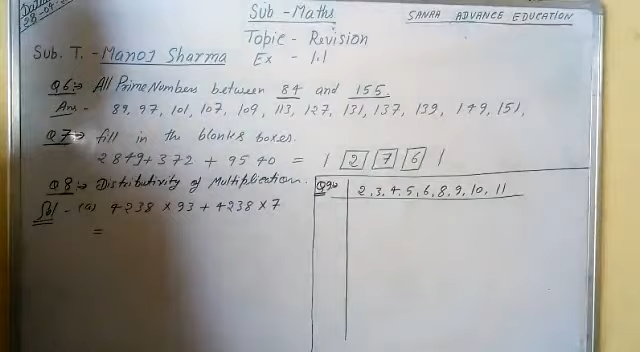 Sub - Maths
SANRA ADVANCE EDUCATION
Topic - Revision
Sub. T. - Manoj Sharma
Ex - 1.1
Q6 :→ All Prime Numbers between 84 and 155.
Ans. - 89, 97, 101, 107, 109, 113, 127, 131, 137, 139, 149, 151,
Q7 :→ fill in the blanks boxes.
2849 + 372 + 9540 = 1 2 7 6 1
Q8 :→ Distributivity of Multiplication.
Sol - (a) 4238 × 93 + 4238 × 7
=
Q9 2, 3, 4, 5, 6, 8, 9, 10, 11